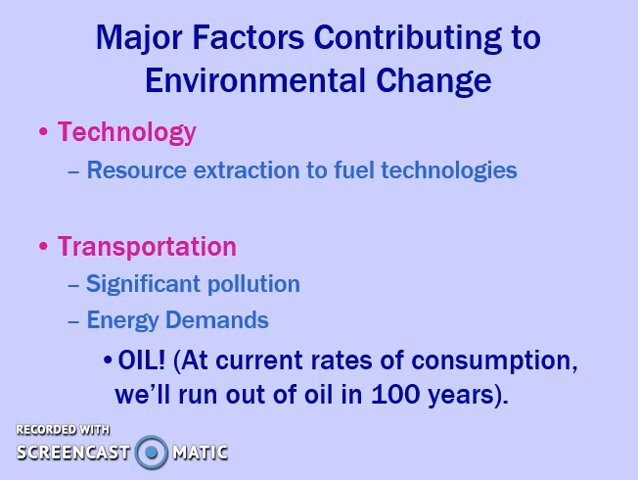 Major Factors Contributing to
Environmental Change
• Technology
– Resource extraction to fuel technologies
• Transportation
– Significant pollution
– Energy Demands
•OIL! (At current rates of consumption,
we'll run out of oil in 100 years).
RECORDED WITH
SCREENCAST MATIC